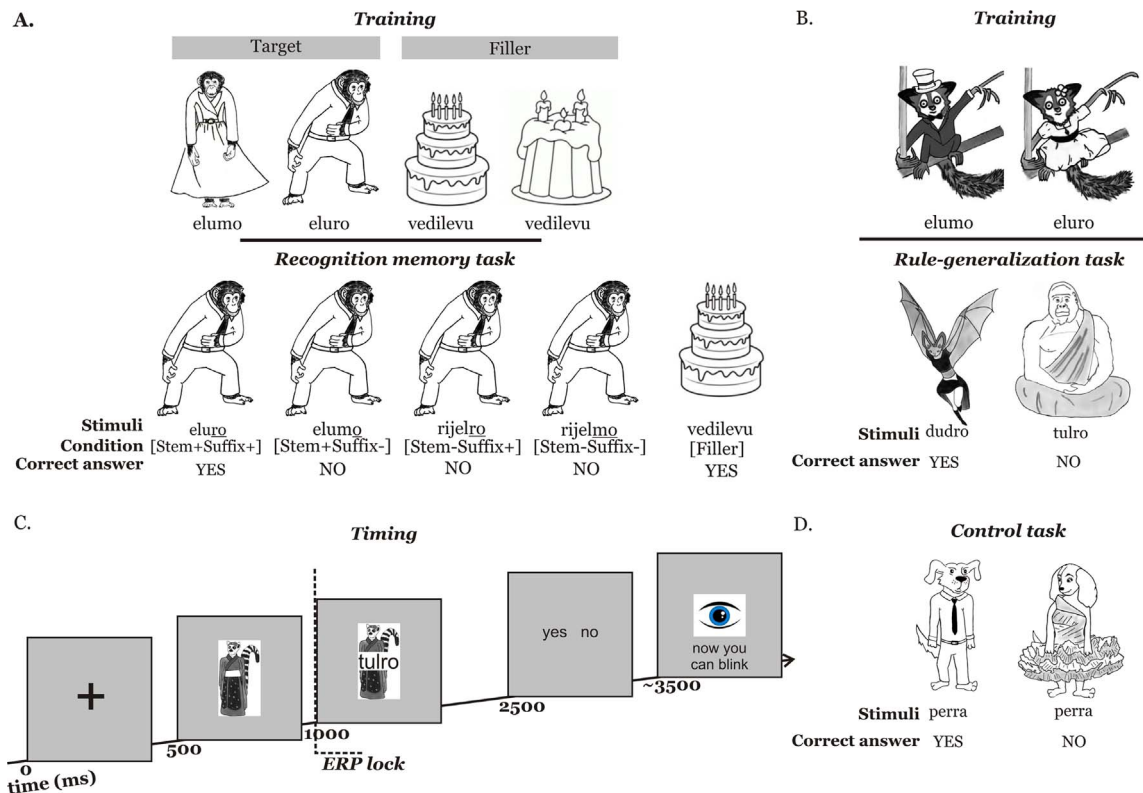 A.
Training
Target
Filler
elumo
eluro
vedilevu
vedilevu
Recognition memory task
Stimuli
eluro
elumo
rijelro
rijelmo
vedilevu
Condition
[Stem+Suffix+]
[Stem+Suffix-]
[Stem-Suffix+]
[Stem-Suffix-]
[Filler]
Correct answer
YES
NO
NO
NO
YES
B.
Training
elumo
eluro
Rule-generalization task
Stimuli
dudro
tulro
Correct answer
YES
NO
C.
Timing
tulro
yes no
now you
can blink
0
500
1000
2500
~3500
time (ms)
ERP lock
D.
Control task
Stimuli
perra
perra
Correct answer
YES
NO